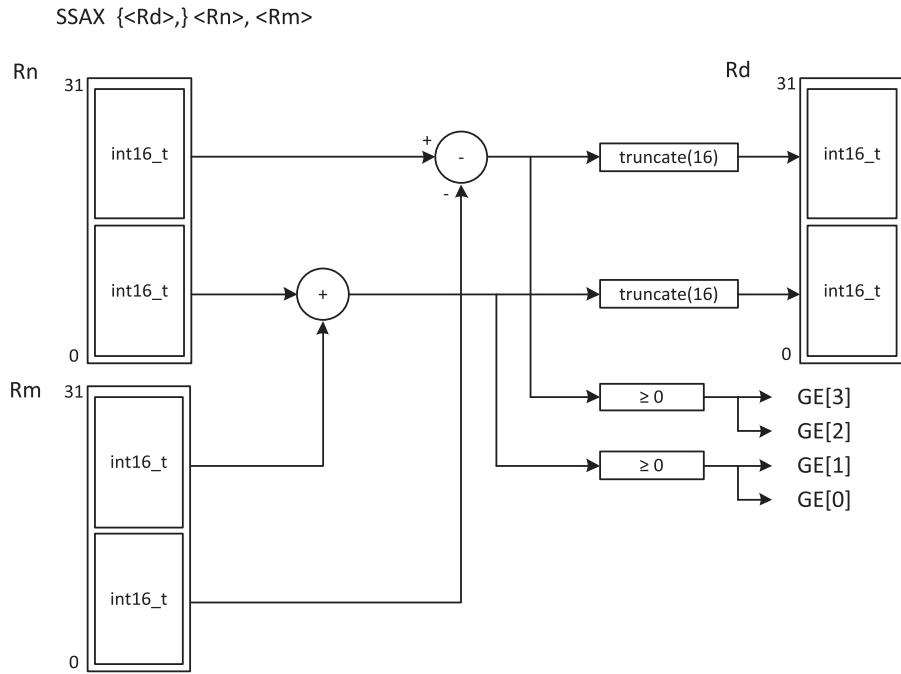 SSAX {<Rd>,} <Rn>, <Rm>
Rn
Rd
31
31
int16_t
+
-
truncate(16)
int16_t
-
int16_t
+
truncate(16)
int16_t
0
0
Rm
31
≥ 0
GE[3]
GE[2]
int16_t
≥ 0
GE[1]
GE[0]
int16_t
0